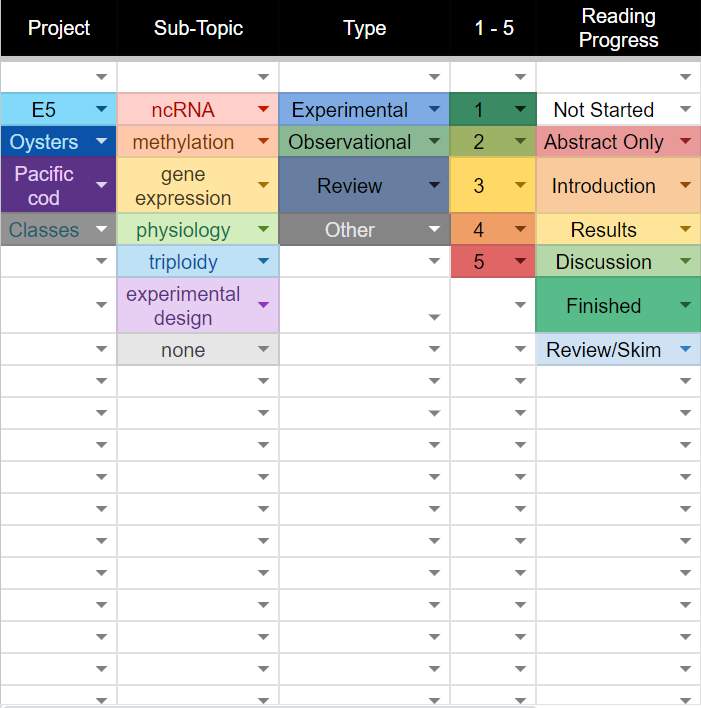 Project Sub-Topic Type 1 - 5 Reading
Progress
E5 ncRNA Experimental 1 Not Started
Oysters methylation Observational 2 Abstract Only
Pacific
cod gene
expression Review 3 Introduction
Classes physiology Other 4 Results
triploidy 5 Discussion
experimental
design Finished
none Review/Skim